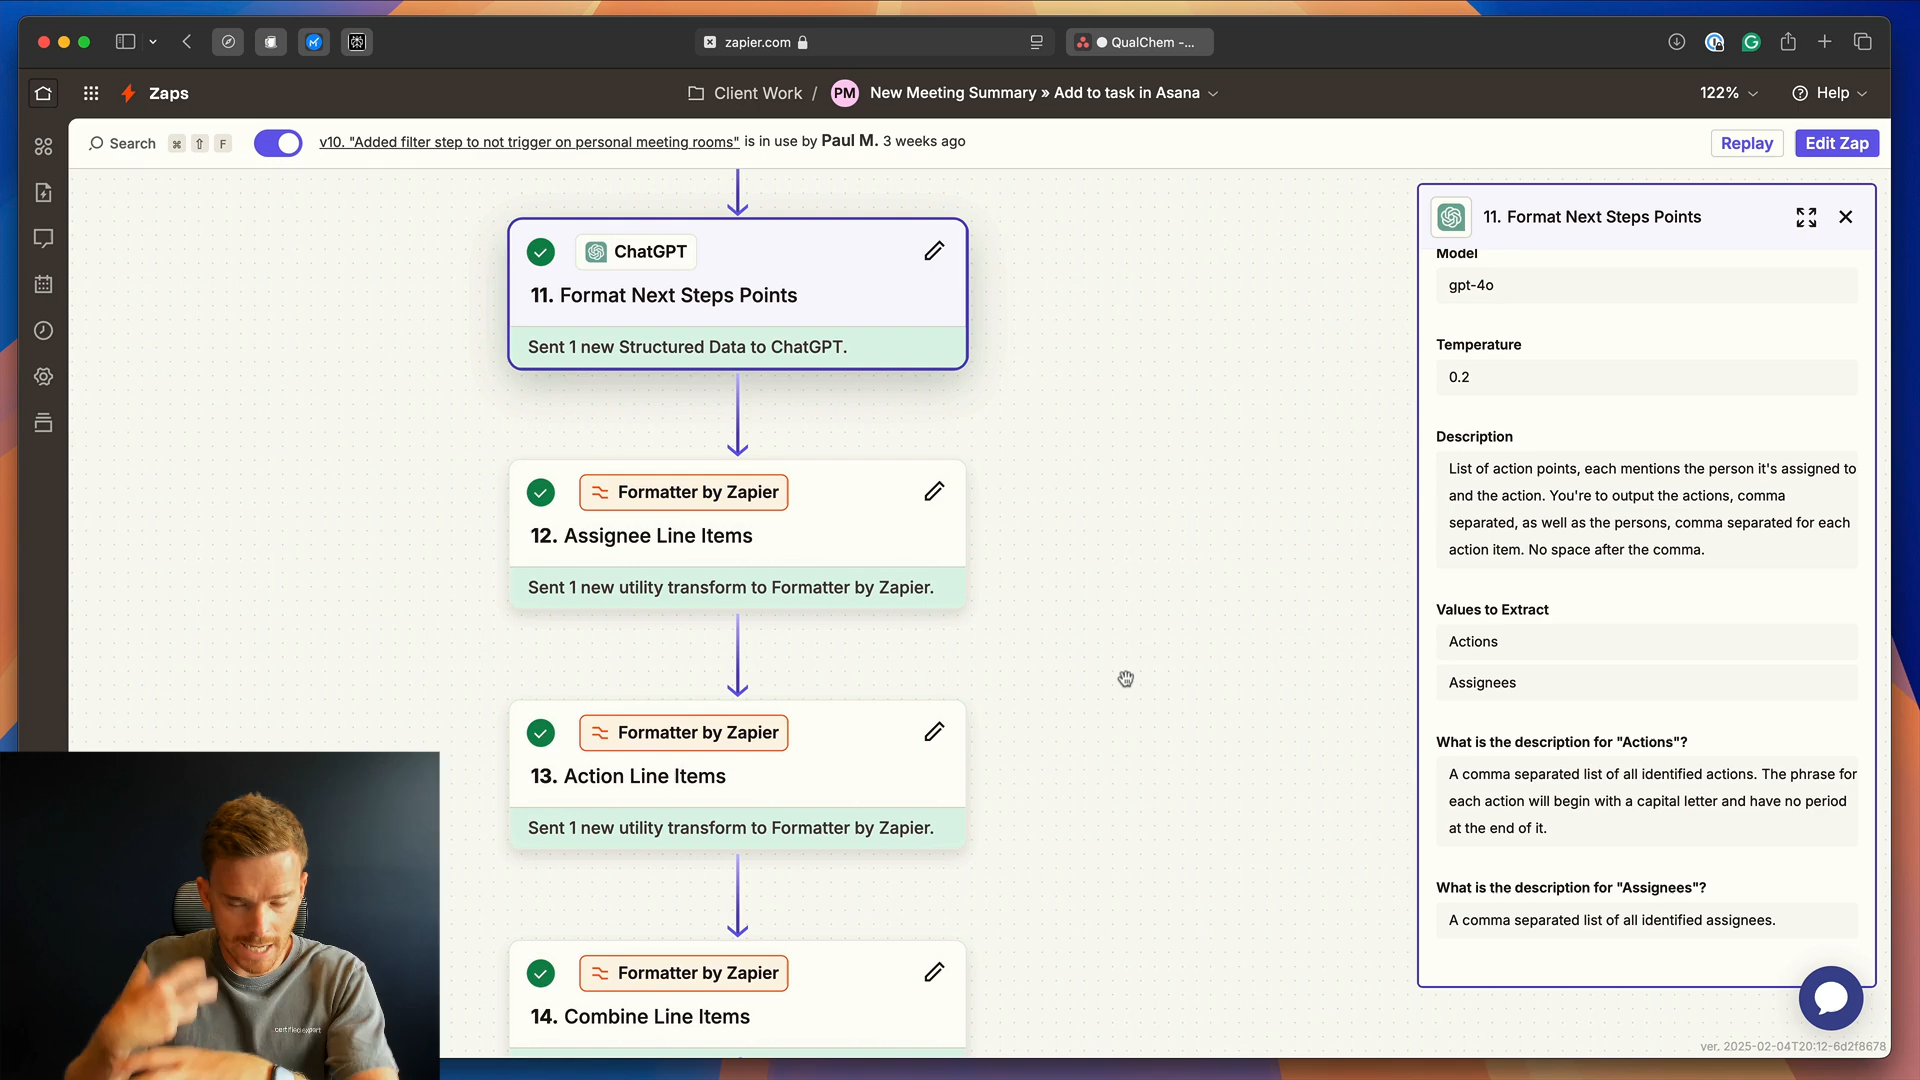 zapier.com
QualChem -...
Zaps
Client Work / PM New Meeting Summary » Add to task in Asana
122%
Help
Search ⌘ ⇧ F
v10. "Added filter step to not trigger on personal meeting rooms" is in use by Paul M. 3 weeks ago
Replay
Edit Zap
ChatGPT
11. Format Next Steps Points
Sent 1 new Structured Data to ChatGPT.
Formatter by Zapier
12. Assignee Line Items
Sent 1 new utility transform to Formatter by Zapier.
Formatter by Zapier
13. Action Line Items
Sent 1 new utility transform to Formatter by Zapier.
Formatter by Zapier
14. Combine Line Items
11. Format Next Steps Points
Model
gpt-4o
Temperature
0.2
Description
List of action points, each mentions the person it's assigned to
and the action. You're to output the actions, comma
separated, as well as the persons, comma separated for each
action item. No space after the comma.
Values to Extract
Actions
Assignees
What is the description for "Actions"?
A comma separated list of all identified actions. The phrase for
each action will begin with a capital letter and have no period
at the end of it.
What is the description for "Assignees"?
A comma separated list of all identified assignees.
ver. 2025-02-04T20:12-6d2f8678
certified expert